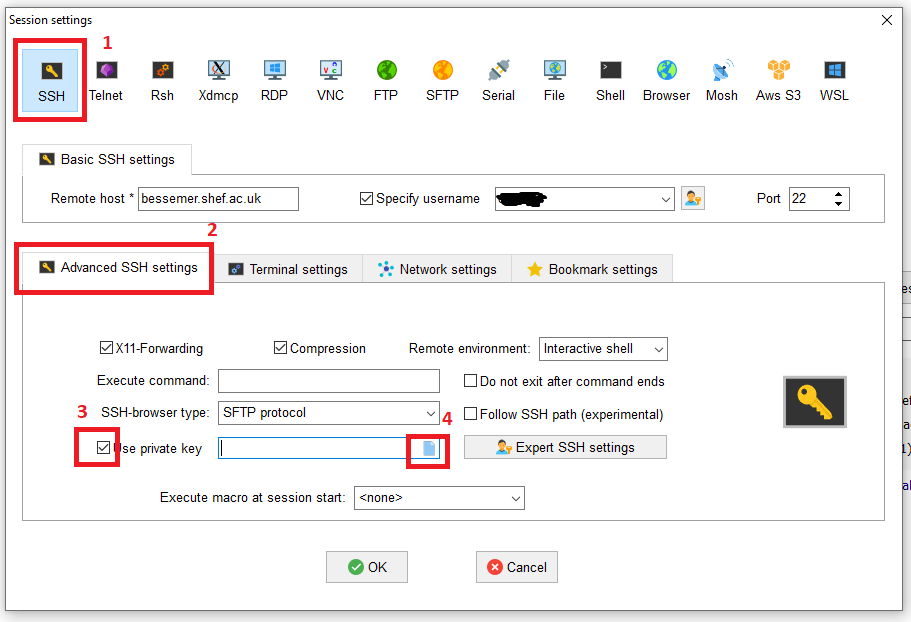 Session settings
1
SSH Telnet Rsh Xdmcp RDP VNC FTP SFTP Serial File Shell Browser Mosh Aws S3 WSL
Basic SSH settings
Remote host * bessemer.shef.ac.uk Specify username Port 22
2
Advanced SSH settings Terminal settings Network settings Bookmark settings
X11-Forwarding Compression Remote environment: Interactive shell
Execute command: Do not exit after command ends
3 SSH-browser type: SFTP protocol 4 Follow SSH path (experimental)
Use private key Expert SSH settings
Execute macro at session start: <none>
OK Cancel